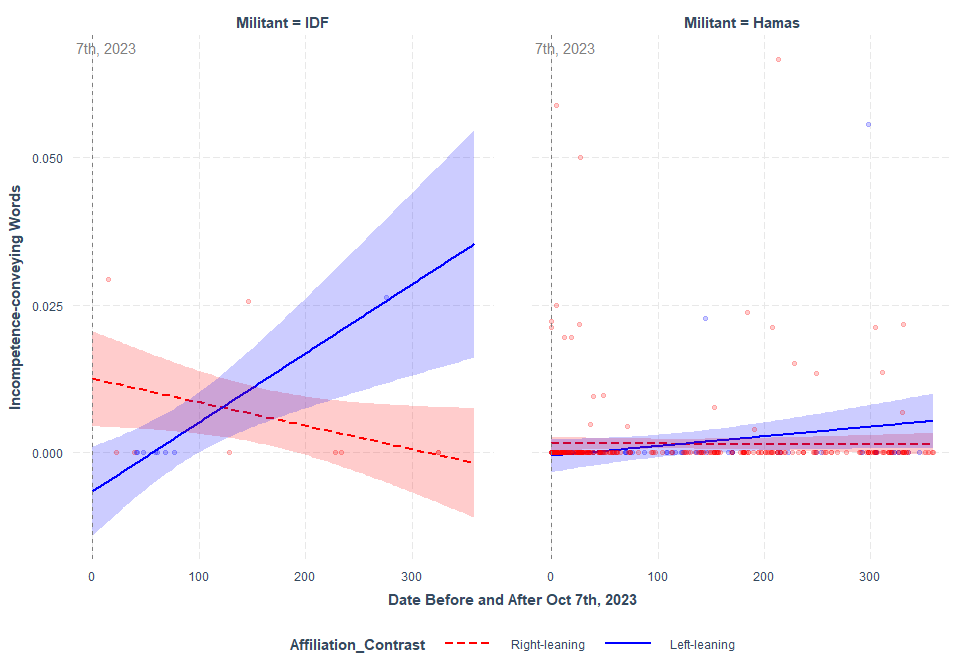 Militant = IDF
Militant = Hamas
7th, 2023
7th, 2023
Incompetence-conveying Words
0.050
0.025
0.000
0 100 200 300
0 100 200 300
Date Before and After Oct 7th, 2023
Affiliation_Contrast Right-leaning Left-leaning